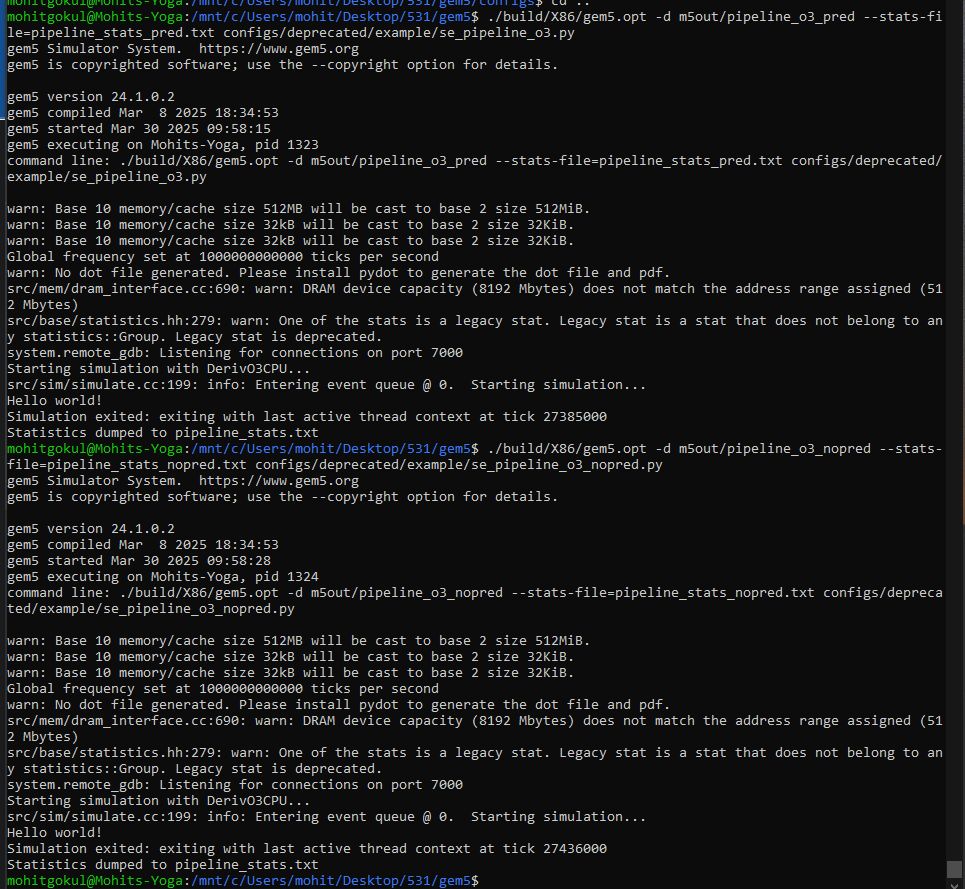 mohitgokul@Mohits-Yoga:/mnt/c/Users/mohit/Desktop/531/gem5/configs$ cd ..
mohitgokul@Mohits-Yoga:/mnt/c/Users/mohit/Desktop/531/gem5$ ./build/X86/gem5.opt -d m5out/pipeline_o3_pred --stats-fi
le=pipeline_stats_pred.txt configs/deprecated/example/se_pipeline_o3.py
gem5 Simulator System.  https://www.gem5.org
gem5 is copyrighted software; use the --copyright option for details.

gem5 version 24.1.0.2
gem5 compiled Mar  8 2025 18:34:53
gem5 started Mar 30 2025 09:58:15
gem5 executing on Mohits-Yoga, pid 1323
command line: ./build/X86/gem5.opt -d m5out/pipeline_o3_pred --stats-file=pipeline_stats_pred.txt configs/deprecated/
example/se_pipeline_o3.py

warn: Base 10 memory/cache size 512MB will be cast to base 2 size 512MiB.
warn: Base 10 memory/cache size 32kB will be cast to base 2 size 32KiB.
warn: Base 10 memory/cache size 32kB will be cast to base 2 size 32KiB.
Global frequency set at 1000000000000 ticks per second
warn: No dot file generated. Please install pydot to generate the dot file and pdf.
src/mem/dram_interface.cc:690: warn: DRAM device capacity (8192 Mbytes) does not match the address range assigned (51
2 Mbytes)
src/base/statistics.hh:279: warn: One of the stats is a legacy stat. Legacy stat is a stat that does not belong to an
y statistics::Group. Legacy stat is deprecated.
system.remote_gdb: Listening for connections on port 7000
Starting simulation with DerivO3CPU...
src/sim/simulate.cc:199: info: Entering event queue @ 0.  Starting simulation...
Hello world!
Simulation exited: exiting with last active thread context at tick 27385000
Statistics dumped to pipeline_stats.txt
mohitgokul@Mohits-Yoga:/mnt/c/Users/mohit/Desktop/531/gem5$ ./build/X86/gem5.opt -d m5out/pipeline_o3_nopred --stats-
file=pipeline_stats_nopred.txt configs/deprecated/example/se_pipeline_o3_nopred.py
gem5 Simulator System.  https://www.gem5.org
gem5 is copyrighted software; use the --copyright option for details.

gem5 version 24.1.0.2
gem5 compiled Mar  8 2025 18:34:53
gem5 started Mar 30 2025 09:58:28
gem5 executing on Mohits-Yoga, pid 1324
command line: ./build/X86/gem5.opt -d m5out/pipeline_o3_nopred --stats-file=pipeline_stats_nopred.txt configs/depreca
ted/example/se_pipeline_o3_nopred.py

warn: Base 10 memory/cache size 512MB will be cast to base 2 size 512MiB.
warn: Base 10 memory/cache size 32kB will be cast to base 2 size 32KiB.
warn: Base 10 memory/cache size 32kB will be cast to base 2 size 32KiB.
Global frequency set at 1000000000000 ticks per second
warn: No dot file generated. Please install pydot to generate the dot file and pdf.
src/mem/dram_interface.cc:690: warn: DRAM device capacity (8192 Mbytes) does not match the address range assigned (51
2 Mbytes)
src/base/statistics.hh:279: warn: One of the stats is a legacy stat. Legacy stat is a stat that does not belong to an
y statistics::Group. Legacy stat is deprecated.
system.remote_gdb: Listening for connections on port 7000
Starting simulation with DerivO3CPU...
src/sim/simulate.cc:199: info: Entering event queue @ 0.  Starting simulation...
Hello world!
Simulation exited: exiting with last active thread context at tick 27436000
Statistics dumped to pipeline_stats.txt
mohitgokul@Mohits-Yoga:/mnt/c/Users/mohit/Desktop/531/gem5$